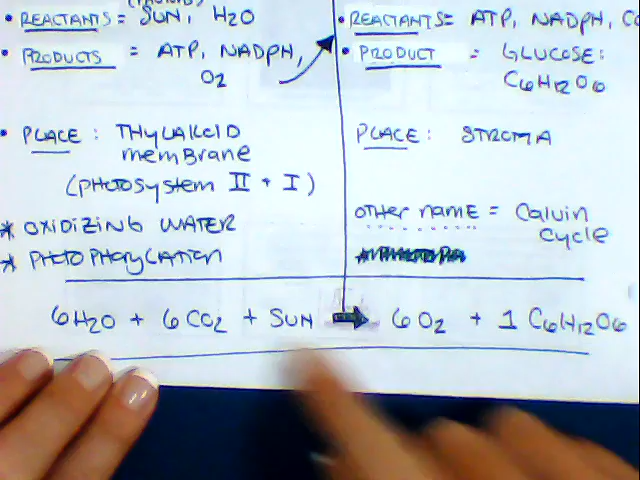 • REACTANTS = SUN, H2O
• PRODUCTS = ATP, NADPH,
O2
• PLACE : THYLAKOID
membrane
(PHOTOSYSTEM II + I)
* OXIDIZING WATER
* PHOTOPHORYLATION
• REACTANTS = ATP, NADPH,
• PRODUCT = GLUCOSE:
C6H12O6
PLACE : STROMA
OTHER NAME = Calvin
cycle
6H2O + 6CO2 + SUN → 6O2 + 1 C6H12O6